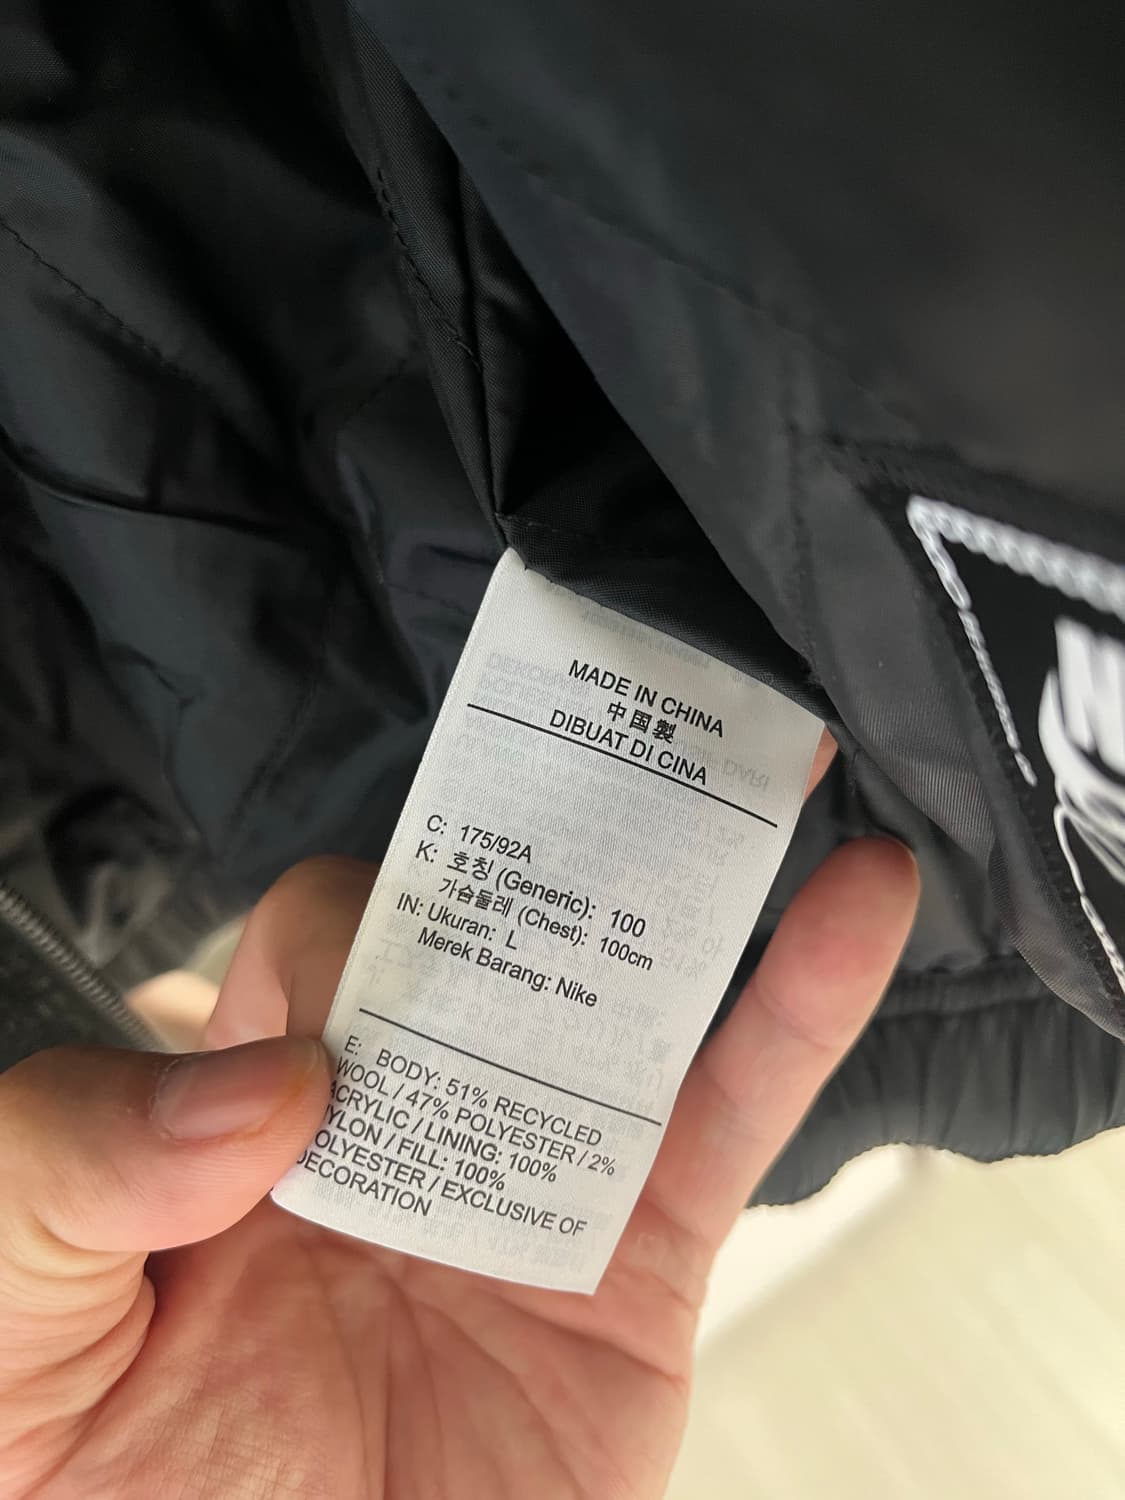 MADE IN CHINA
中国製
DIBUAT DI CINA
C: 175/92A
K: 호칭 (Generic): 100
가슴둘레 (Chest): 100cm
IN: Ukuran: L
Merek Barang: Nike
E: BODY: 51% RECYCLED
WOOL / 47% POLYESTER / 2%
ACRYLIC / LINING: 100%
NYLON / FILL: 100%
POLYESTER / EXCLUSIVE OF
DECORATION